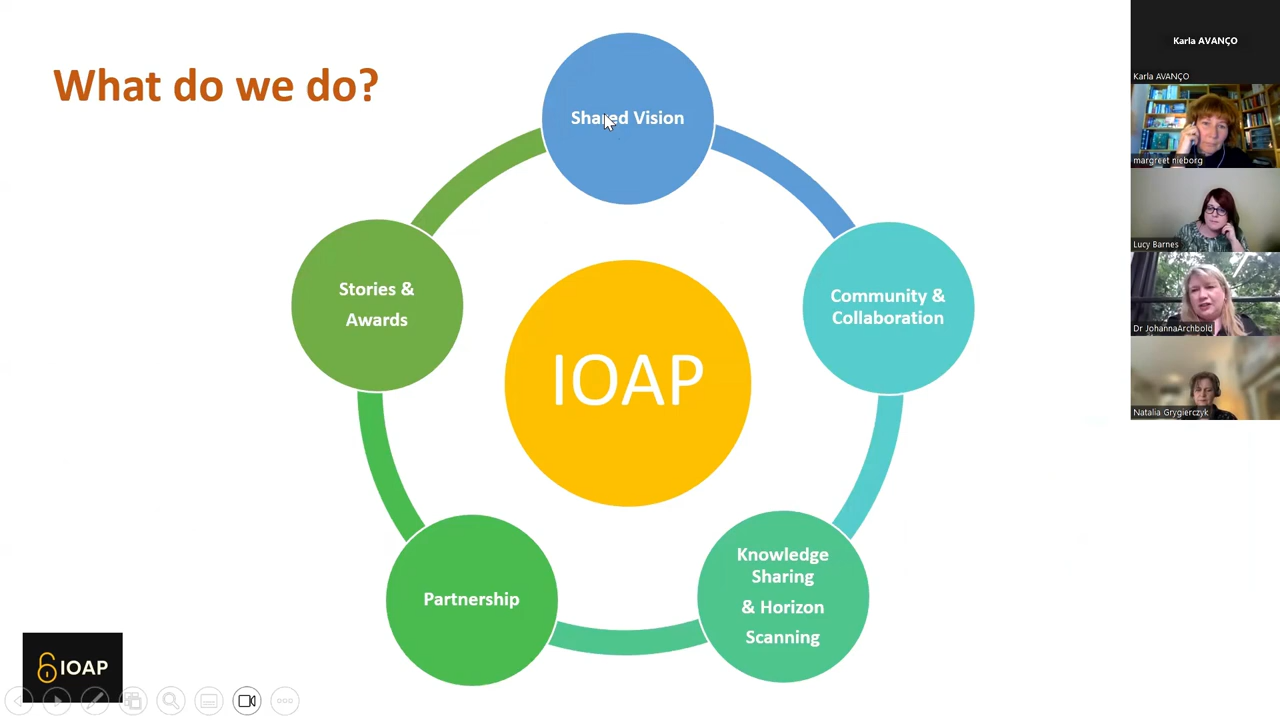 What do we do?
Shared Vision
Stories &
Awards
Community &
Collaboration
IOAP
Knowledge
Sharing
& Horizon
Scanning
Partnership
IOAP
Karla AVANÇO
Karla AVANÇO
margreet nieborg
Lucy Barnes
Dr JohannaArchbold
Natalia Grygierczyk